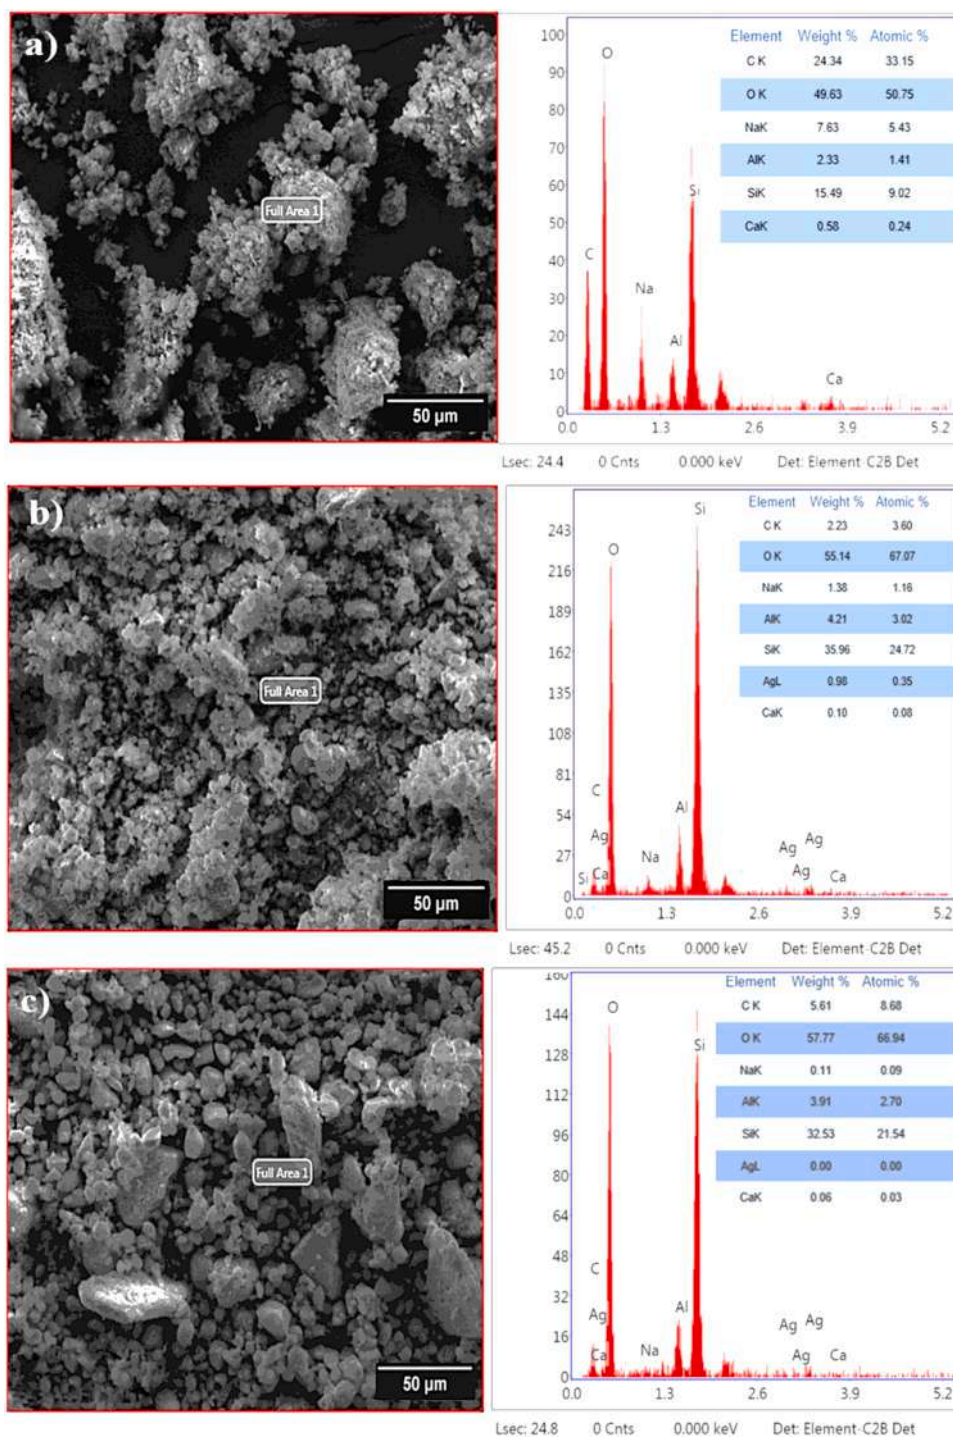 a)
Full Area 1
50 µm
Element Weight % Atomic %
C K 24.34 33.15
O K 49.63 50.75
NaK 7.63 5.43
AlK 2.33 1.41
SiK 15.49 9.02
CaK 0.58 0.24
100
90
80
70
60
50
40
30
20
10
0
O
Si
C
Na
Al
Ca
0.0 1.3 2.6 3.9 5.2
Lsec: 24.4 0 Cnts 0.000 keV Det: Element-C2B Det
b)
Full Area 1
50 µm
Element Weight % Atomic %
C K 2.23 3.60
O K 55.14 67.07
NaK 1.38 1.16
AlK 4.21 3.02
SiK 35.96 24.72
AgL 0.98 0.35
CaK 0.10 0.08
243
216
189
162
135
108
81
54
27
0
Si
O
C
Al
Ag
Na
Ag Ag
Si Ca
Ag Ca
0.0 1.3 2.6 3.9 5.2
Lsec: 45.2 0 Cnts 0.000 keV Det: Element-C2B Det
c)
Full Area 1
50 µm
Element Weight % Atomic %
C K 5.61 8.68
O K 57.77 66.94
NaK 0.11 0.09
AlK 3.91 2.70
SiK 32.53 21.54
AgL 0.00 0.00
CaK 0.06 0.03
160
144
128
112
96
80
64
48
32
16
0
O
Si
C
Al
Ag
Ag Ag
Ca Na
Ag Ca
0.0 1.3 2.6 3.9 5.2
Lsec: 24.8 0 Cnts 0.000 keV Det: Element-C2B Det